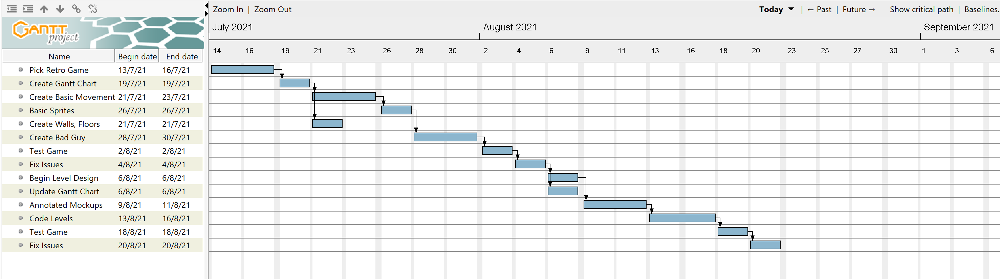 Zoom In | Zoom Out Today | ← Past | Future → Show critical path | Baselines..
GANTT
project
July 2021 August 2021 September 2021
14 16 19 21 23 26 28 30 2 4 6 9 11 13 16 18 20 23 25 27 30 1 3 6
Name Begin date End date
Pick Retro Game 13/7/21 16/7/21
Create Gantt Chart 19/7/21 19/7/21
Create Basic Movement 21/7/21 23/7/21
Basic Sprites 26/7/21 26/7/21
Create Walls, Floors 21/7/21 21/7/21
Create Bad Guy 28/7/21 30/7/21
Test Game 2/8/21 2/8/21
Fix Issues 4/8/21 4/8/21
Begin Level Design 6/8/21 6/8/21
Update Gantt Chart 6/8/21 6/8/21
Annotated Mockups 9/8/21 11/8/21
Code Levels 13/8/21 16/8/21
Test Game 18/8/21 18/8/21
Fix Issues 20/8/21 20/8/21